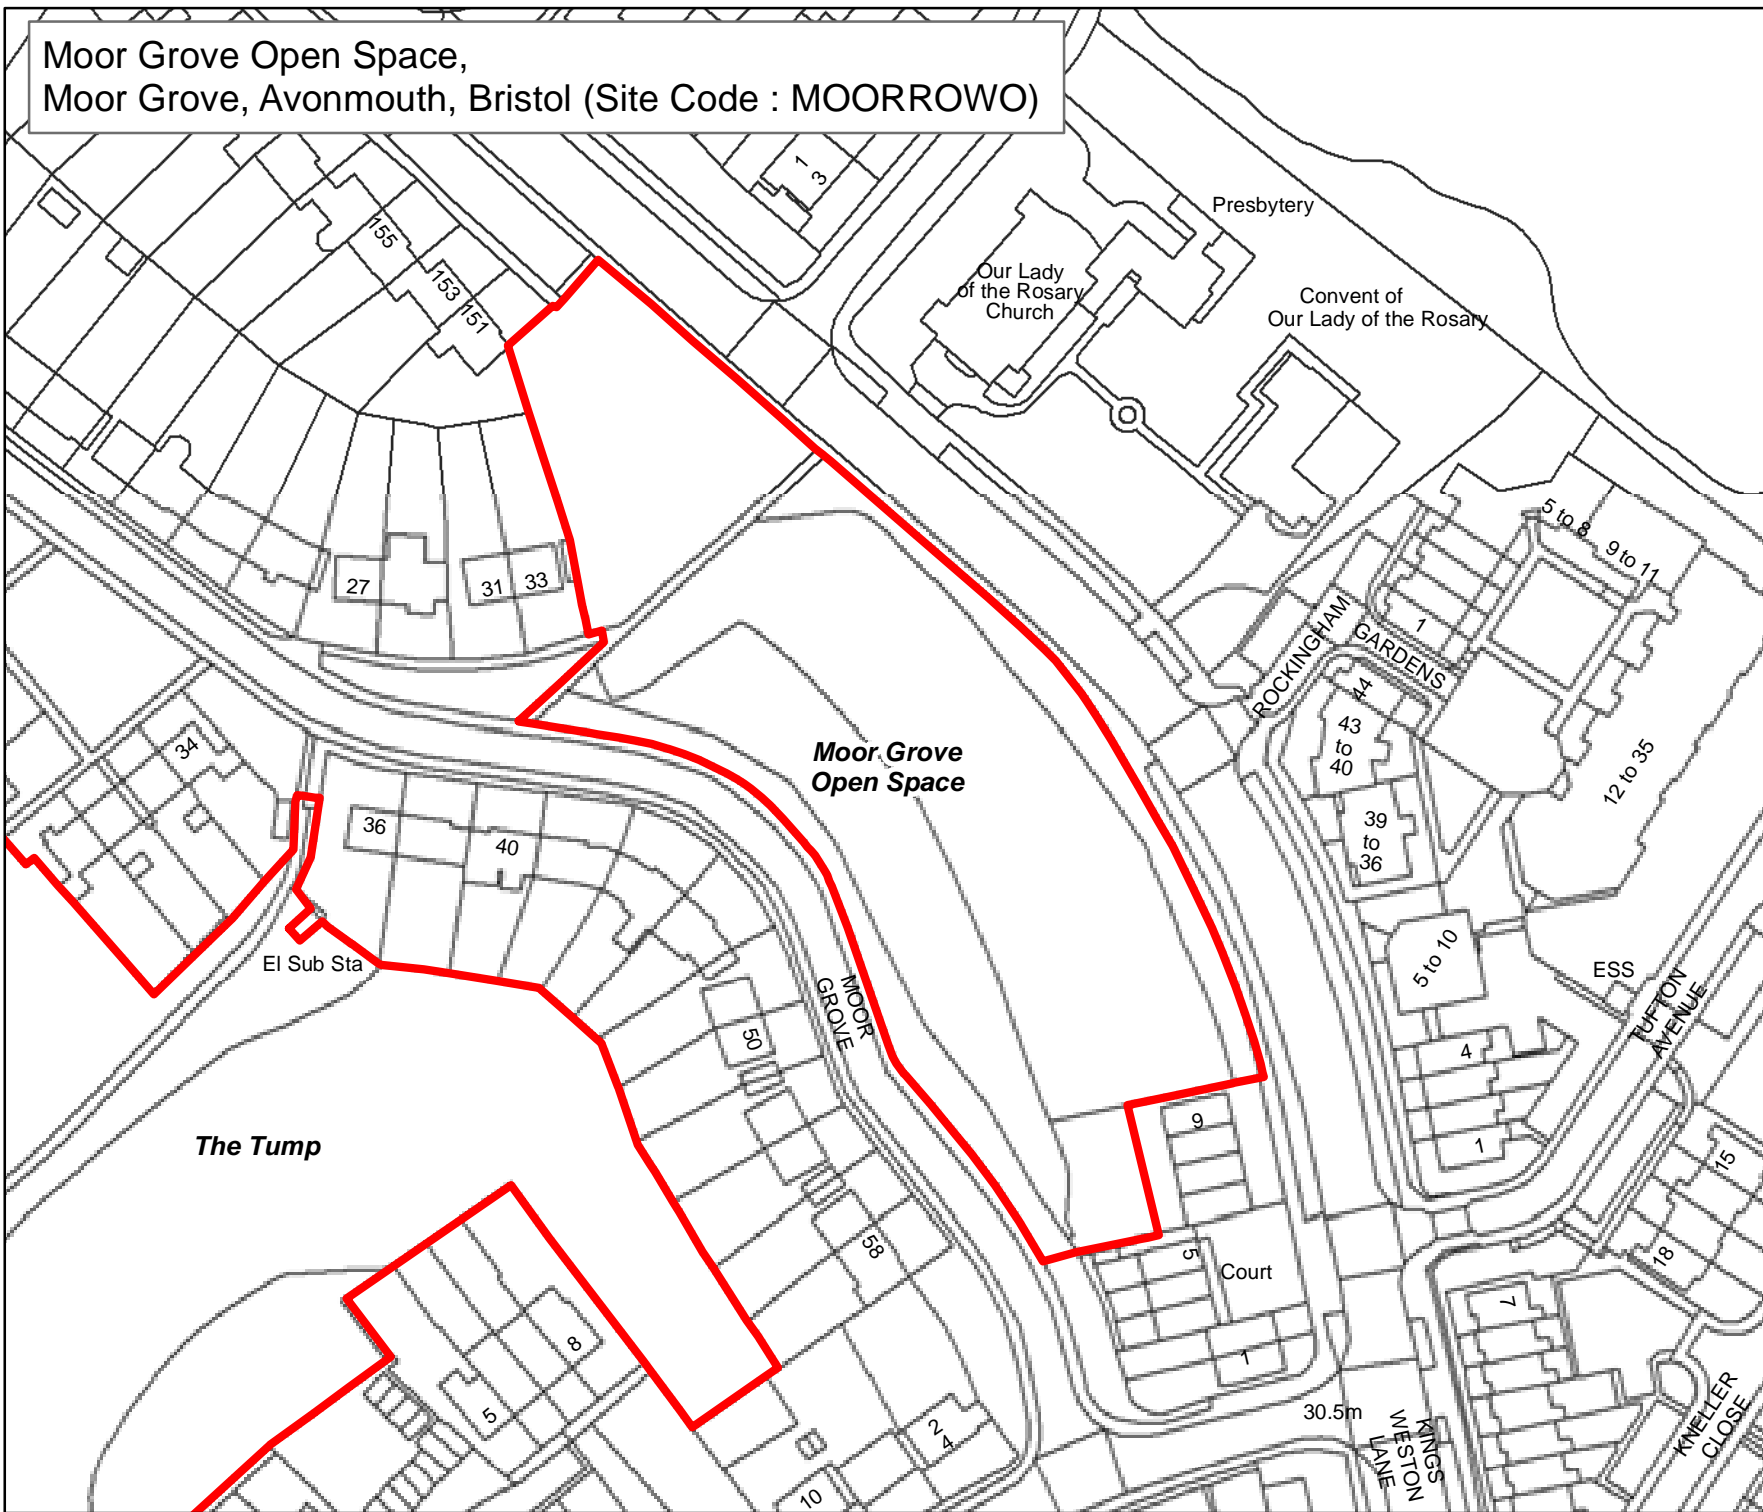 Moor Grove Open Space,
Moor Grove, Avonmouth, Bristol (Site Code : MOORROWO)
1
3
Presbytery
155
153
151
Our Lady
of the Rosary
Church
Convent of
Our Lady of the Rosary
5 to 8
9 to 11
27
31
33
1
ROCKINGHAM
GARDENS
44
43
to
40
34
Moor Grove
Open Space
12 to 35
36
40
39
to
36
El Sub Sta
5 to 10
ESS
MOOR
GROVE
TUFTON
AVENUE
50
4
The Tump
9
1
15
58
5
Court
18
7
8
5
1
2
4
30.5m
KINGS
WESTON
LANE
KNELLER
CLOSE
10